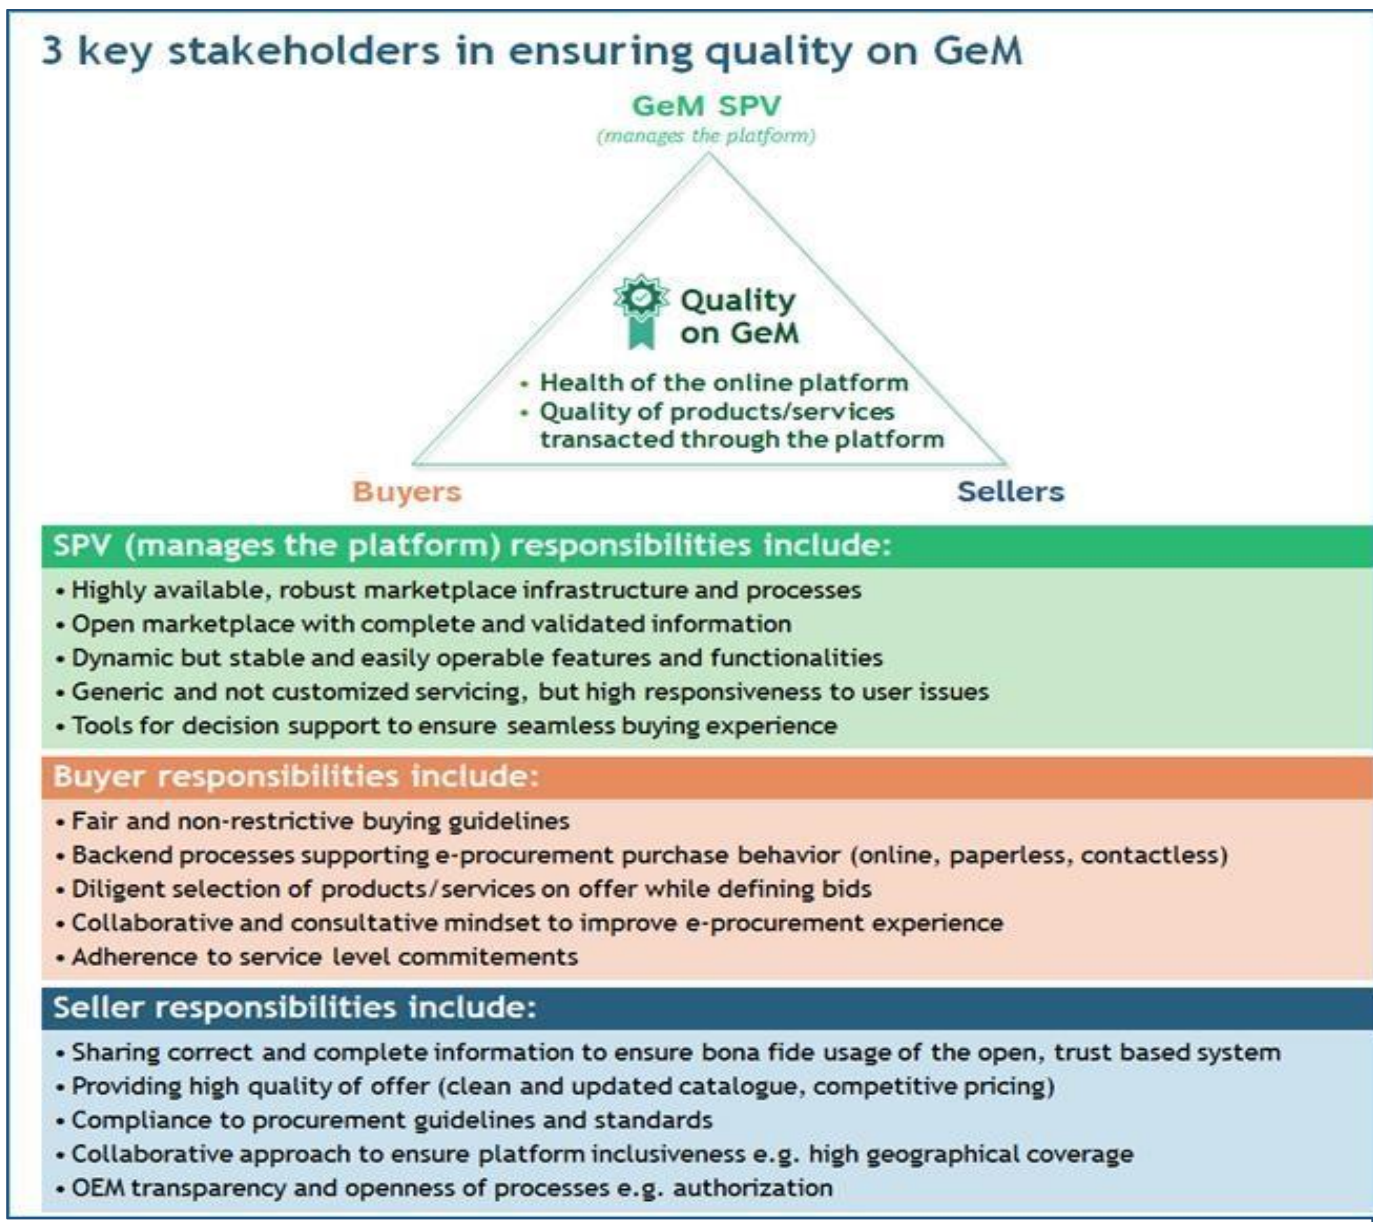 3 key stakeholders in ensuring quality on GeM
GeM SPV
(manages the platform)
Quality
on GeM
• Health of the online platform
• Quality of products/services
transacted through the platform
Buyers
Sellers
SPV (manages the platform) responsibilities include:
• Highly available, robust marketplace infrastructure and processes
• Open marketplace with complete and validated information
• Dynamic but stable and easily operable features and functionalities
• Generic and not customized servicing, but high responsiveness to user issues
• Tools for decision support to ensure seamless buying experience
Buyer responsibilities include:
• Fair and non-restrictive buying guidelines
• Backend processes supporting e-procurement purchase behavior (online, paperless, contactless)
• Diligent selection of products/services on offer while defining bids
• Collaborative and consultative mindset to improve e-procurement experience
• Adherence to service level commitements
Seller responsibilities include:
• Sharing correct and complete information to ensure bona fide usage of the open, trust based system
• Providing high quality of offer (clean and updated catalogue, competitive pricing)
• Compliance to procurement guidelines and standards
• Collaborative approach to ensure platform inclusiveness e.g. high geographical coverage
• OEM transparency and openness of processes e.g. authorization